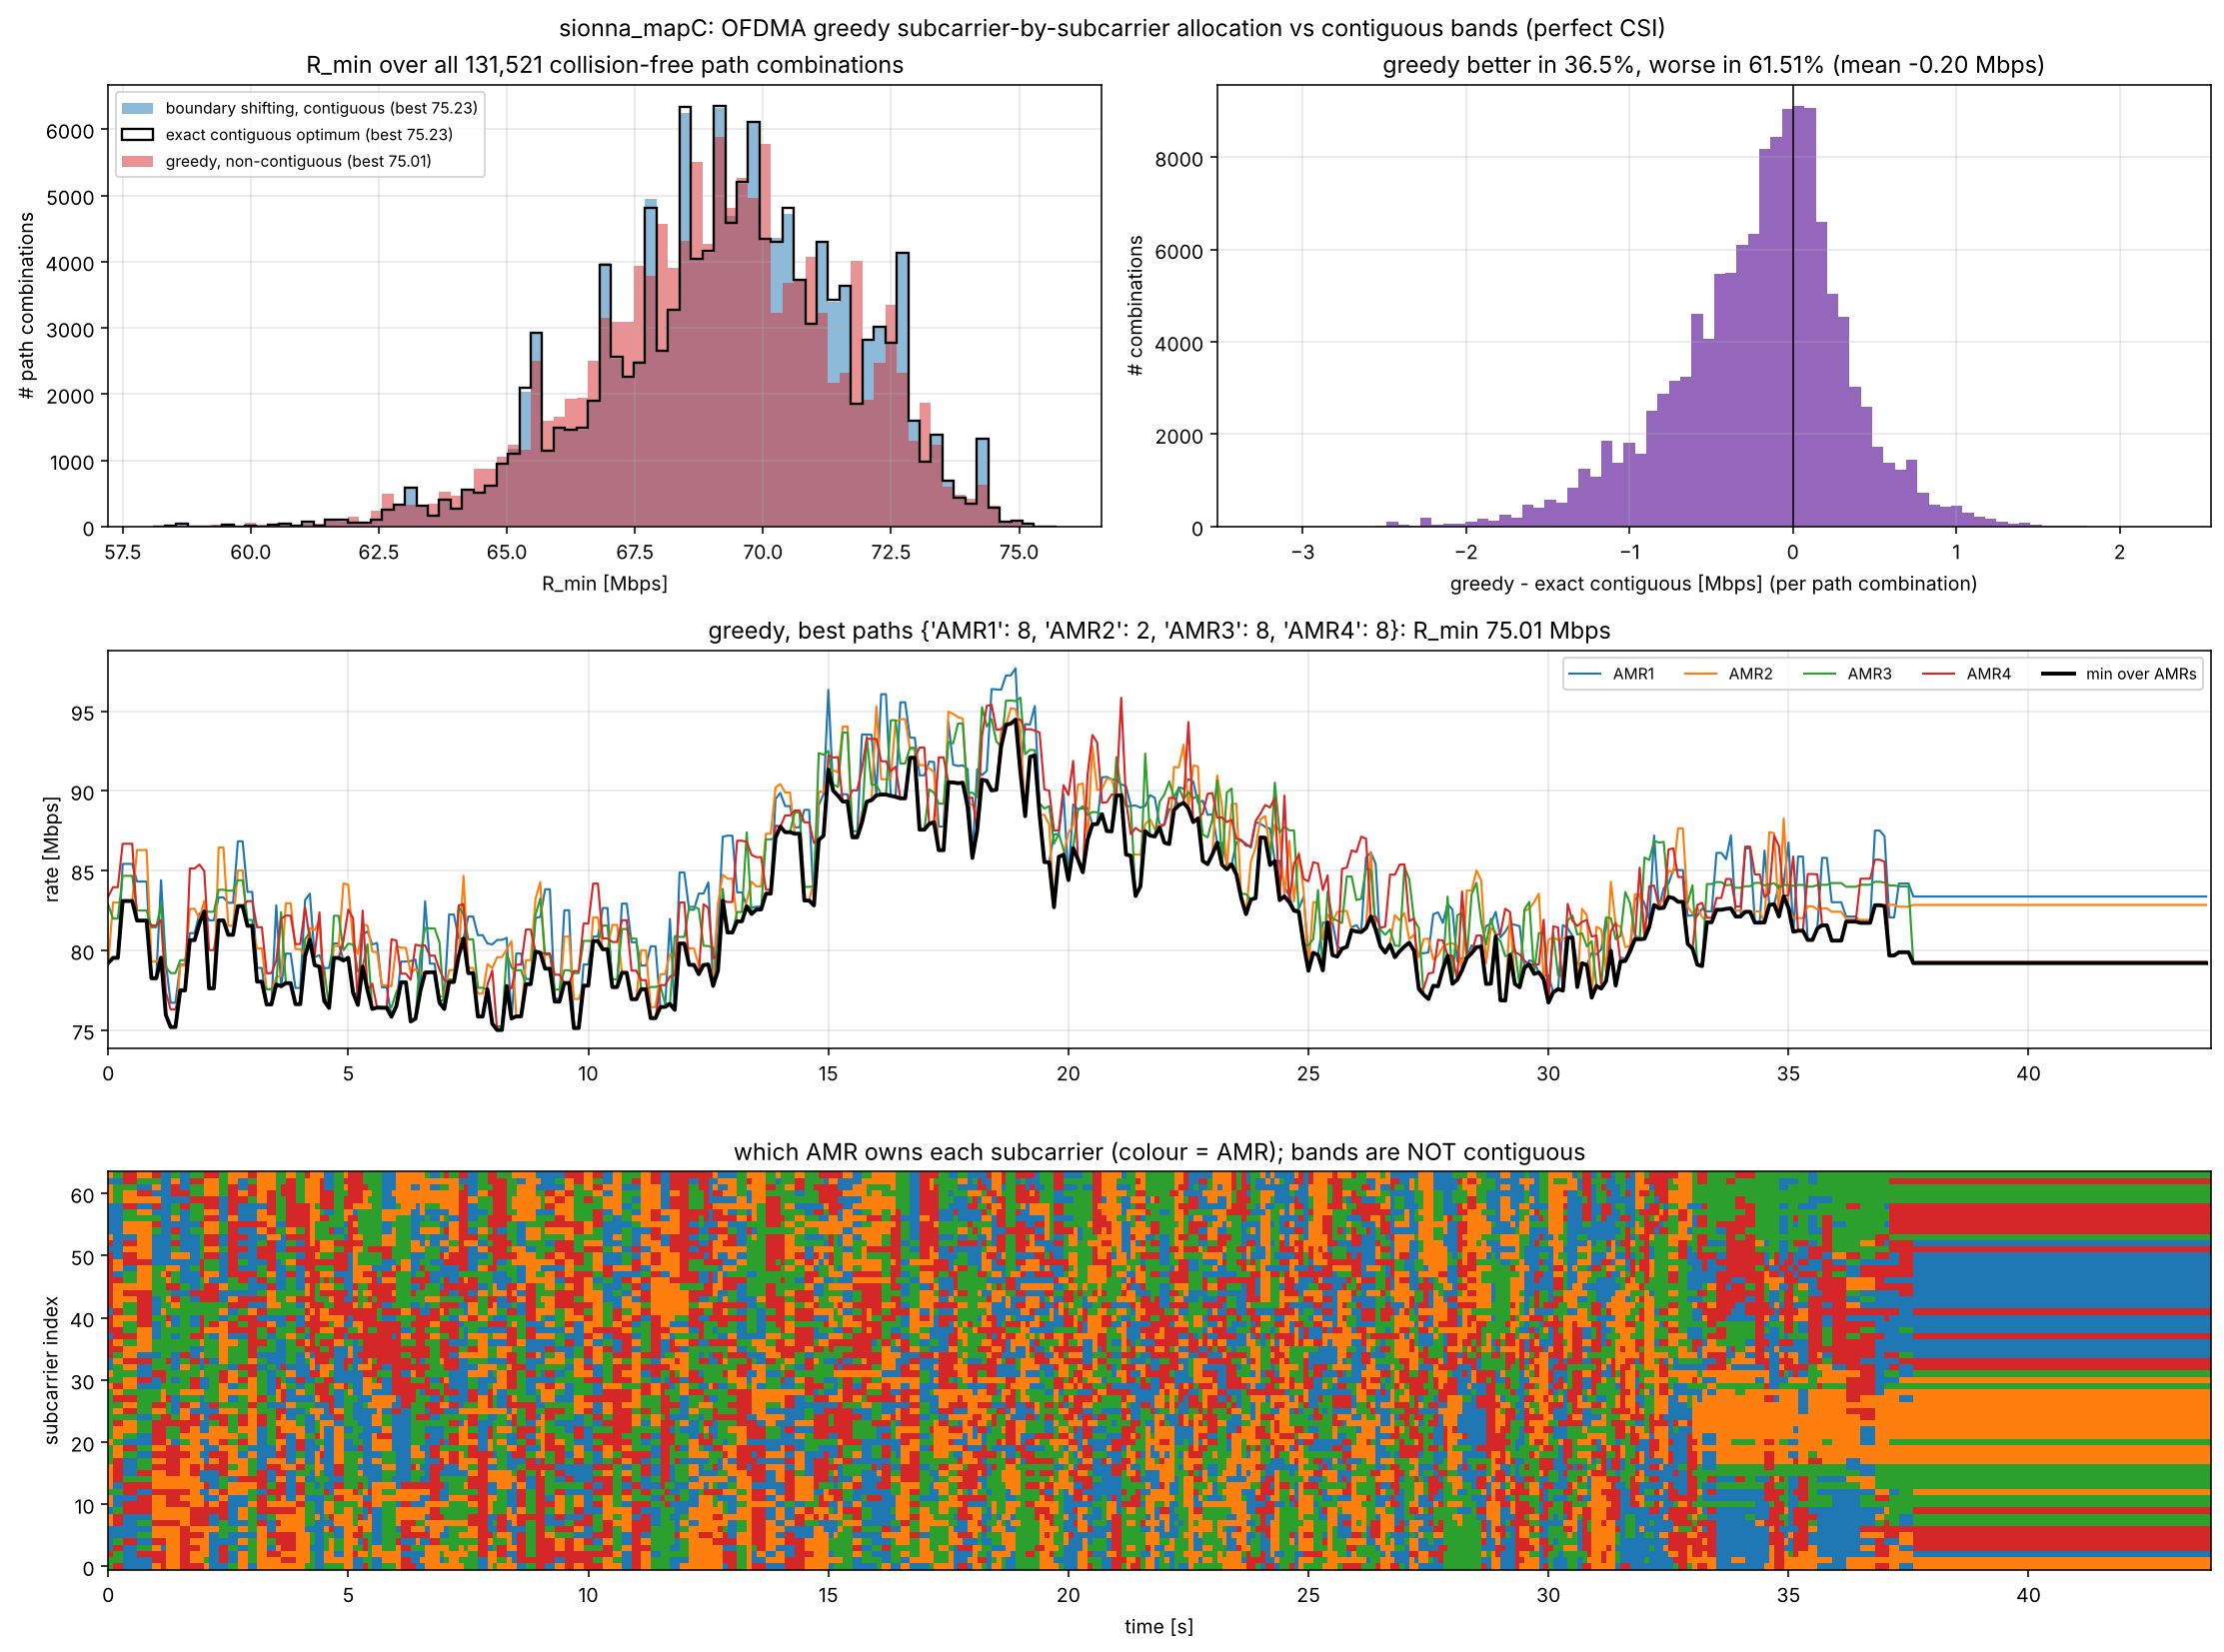 sionna_mapC: OFDMA greedy subcarrier-by-subcarrier allocation vs contiguous bands (perfect CSI)
R_min over all 131,521 collision-free path combinations
boundary shifting, contiguous (best 75.23)
exact contiguous optimum (best 75.23)
greedy, non-contiguous (best 75.01)
# path combinations
6000
5000
4000
3000
2000
1000
0
57.5 60.0 62.5 65.0 67.5 70.0 72.5 75.0
R_min [Mbps]
greedy better in 36.5%, worse in 61.51% (mean -0.20 Mbps)
# combinations
8000
6000
4000
2000
0
−3 −2 −1 0 1 2
greedy - exact contiguous [Mbps] (per path combination)
greedy, best paths {'AMR1': 8, 'AMR2': 2, 'AMR3': 8, 'AMR4': 8}: R_min 75.01 Mbps
AMR1 AMR2 AMR3 AMR4 min over AMRs
rate [Mbps]
95
90
85
80
75
0 5 10 15 20 25 30 35 40
which AMR owns each subcarrier (colour = AMR); bands are NOT contiguous
subcarrier index
60
50
40
30
20
10
0
0 5 10 15 20 25 30 35 40
time [s]